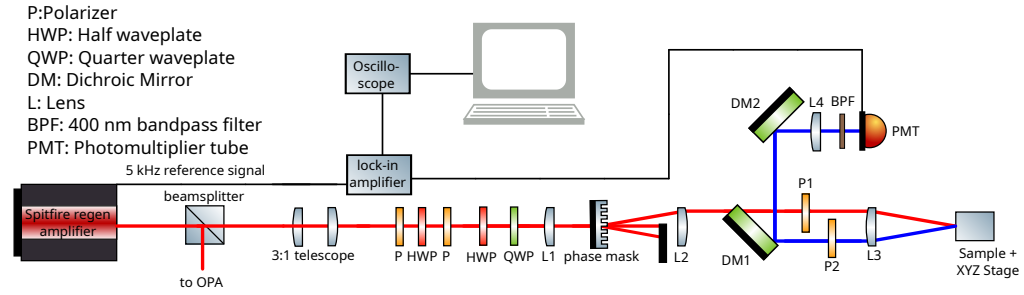 P:Polarizer
HWP: Half waveplate
QWP: Quarter waveplate
DM: Dichroic Mirror
L: Lens
BPF: 400 nm bandpass filter
PMT: Photomultiplier tube
Oscillo-
scope
5 kHz reference signal
lock-in
amplifier
beamsplitter
Spitfire regen
amplifier
to OPA
3:1 telescope
P HWP P
HWP
QWP
L1
phase mask
L2
DM1
DM2
L4
BPF
PMT
P1
P2
L3
Sample +
XYZ Stage